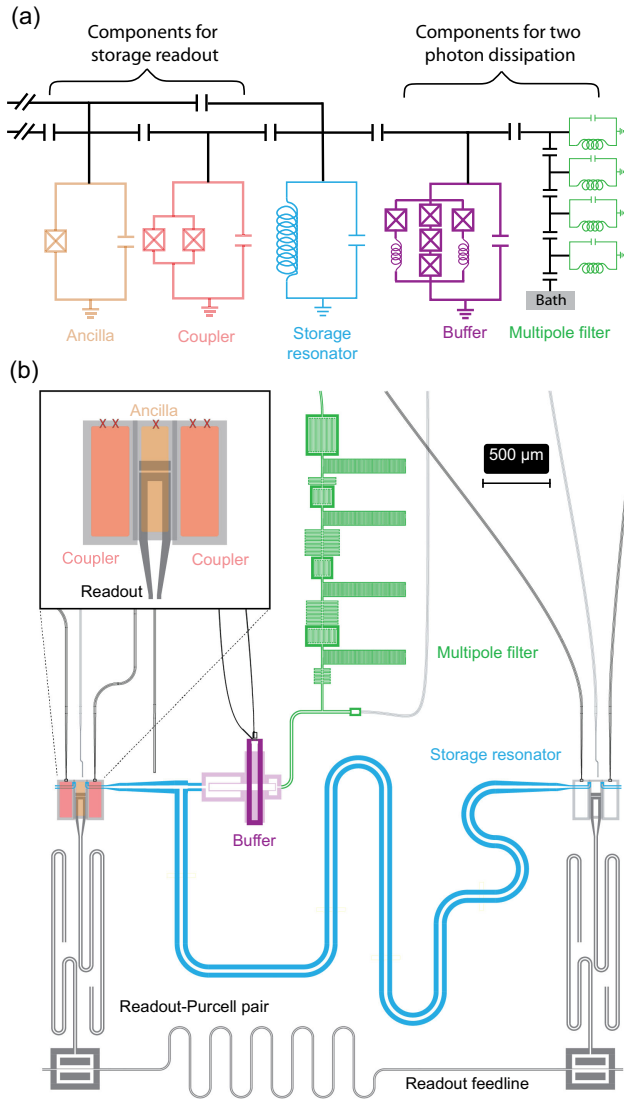 (a)
Components for
storage readout
Components for two
photon dissipation
Bath
Ancilla
Coupler
Storage
resonator
Buffer
Multipole filter
(b)
Ancilla
Coupler
Coupler
Readout
500 μm
Multipole filter
Storage resonator
Buffer
Readout-Purcell pair
Readout feedline